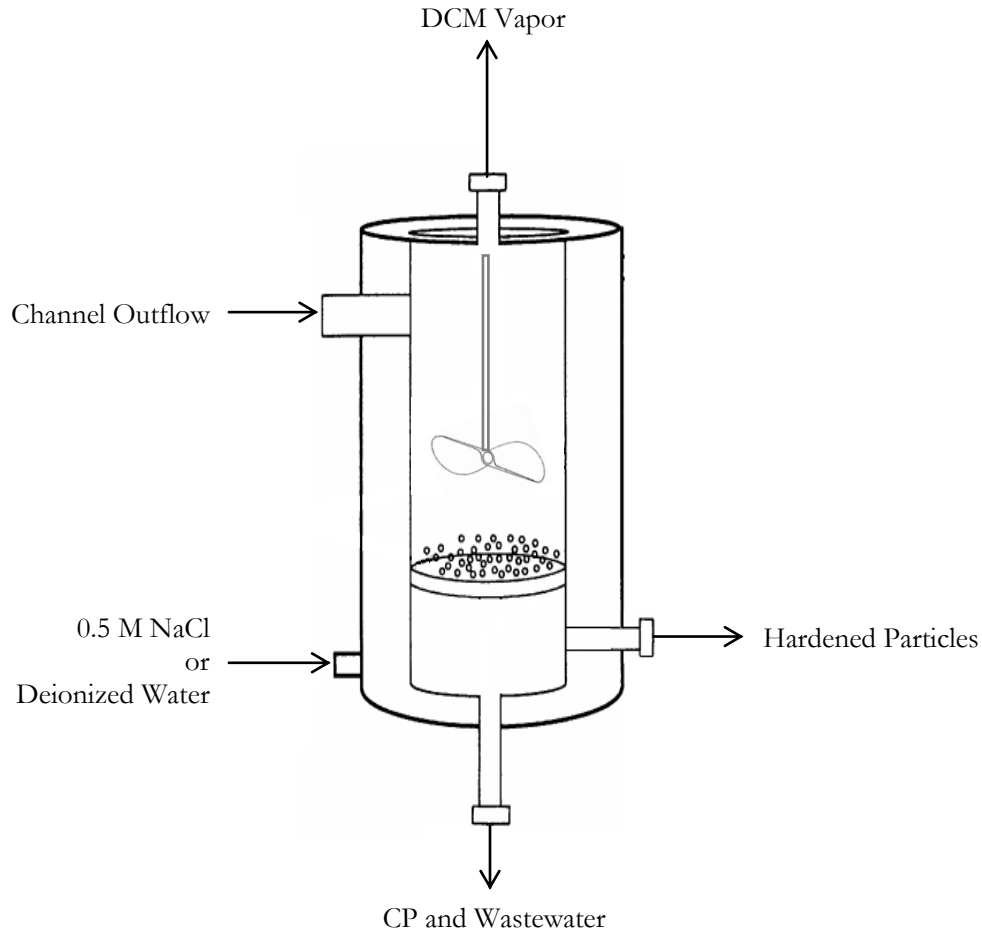 DCM Vapor
Channel Outflow
0.5 M NaCl
or
Deionized Water
Hardened Particles
CP and Wastewater